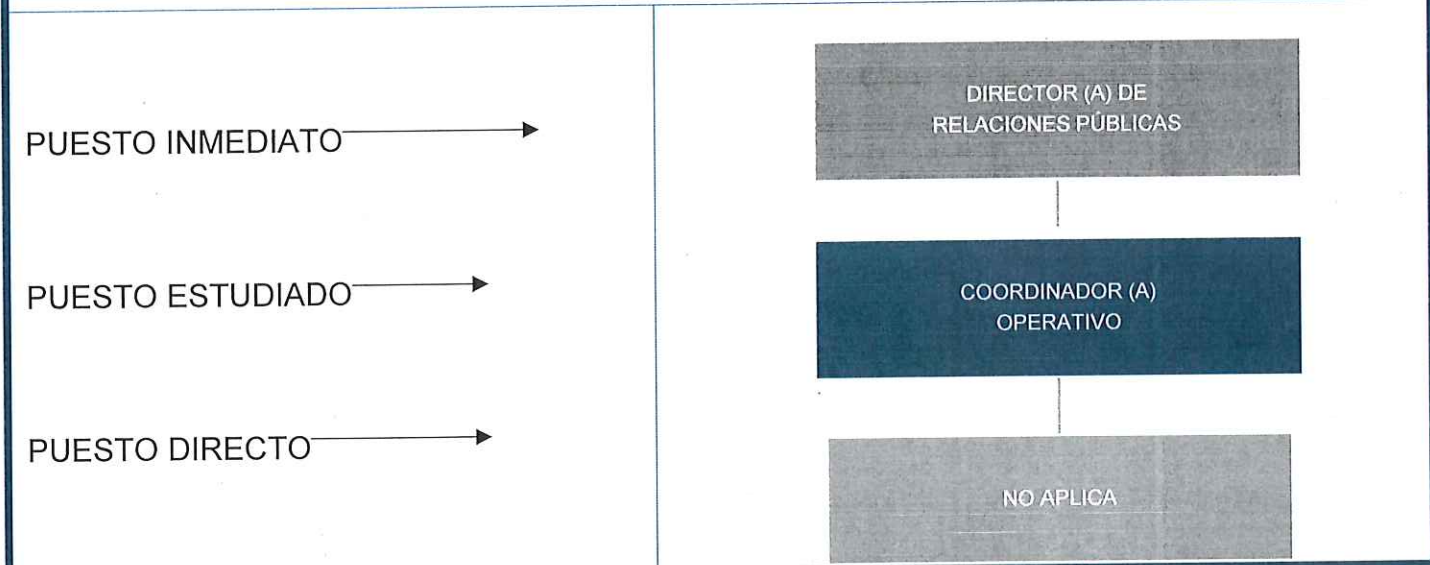 PUESTO INMEDIATO
DIRECTOR (A) DE
RELACIONES PÚBLICAS
PUESTO ESTUDIADO
COORDINADOR (A)
OPERATIVO
PUESTO DIRECTO
NO APLICA